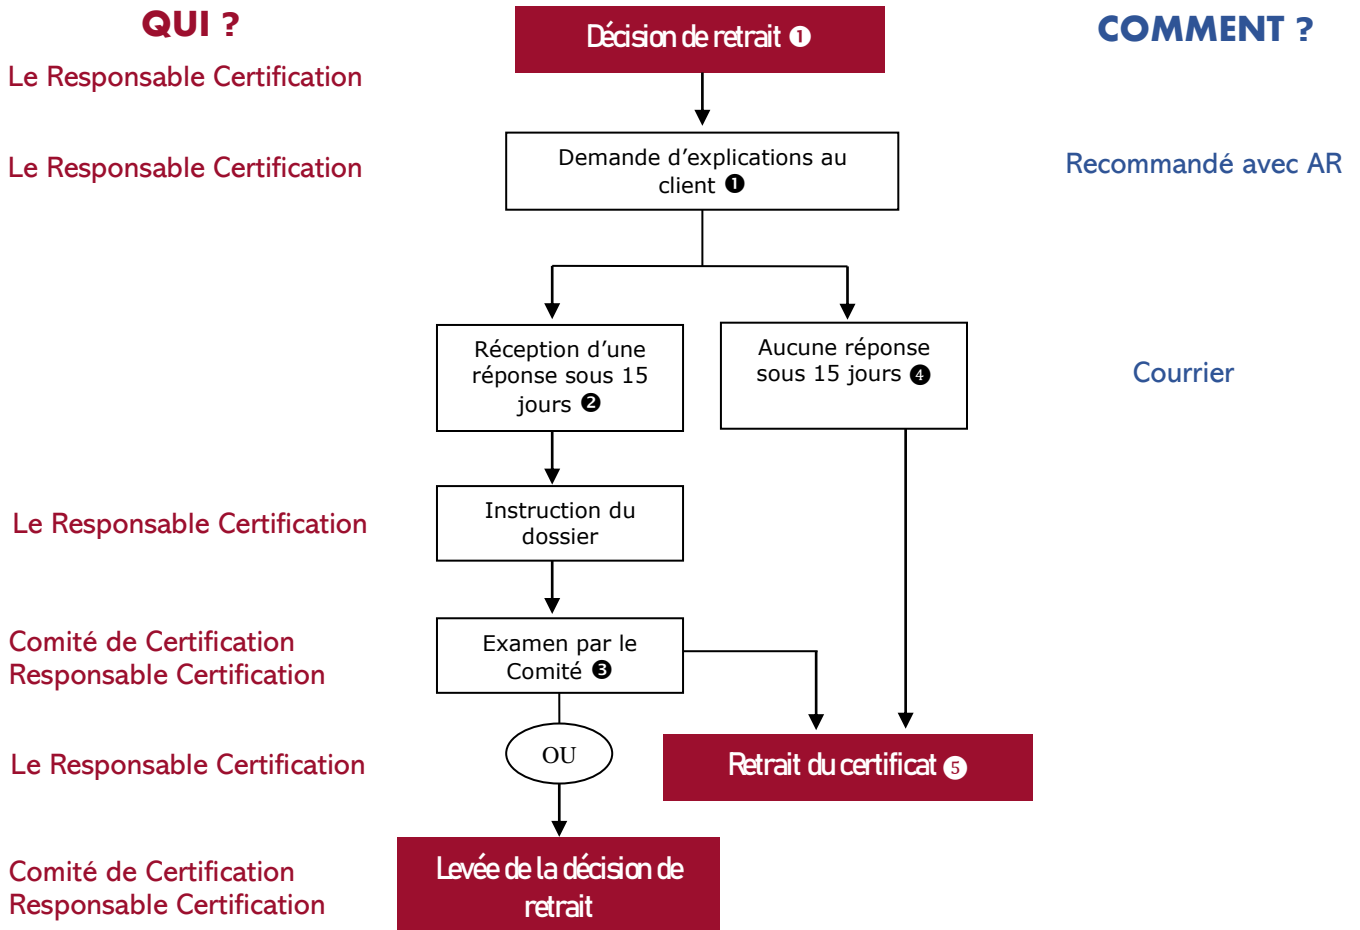 QUI ?
Décision de retrait ❶
COMMENT ?
Le Responsable Certification
Le Responsable Certification
Demande d’explications au
client ❶
Recommandé avec AR
Réception d’une
réponse sous 15
jours ❷
Aucune réponse
sous 15 jours ❹
Courrier
Le Responsable Certification
Instruction du
dossier
Comité de Certification
Responsable Certification
Examen par le
Comité ❸
Le Responsable Certification
OU
Retrait du certificat ❺
Comité de Certification
Responsable Certification
Levée de la décision de
retrait